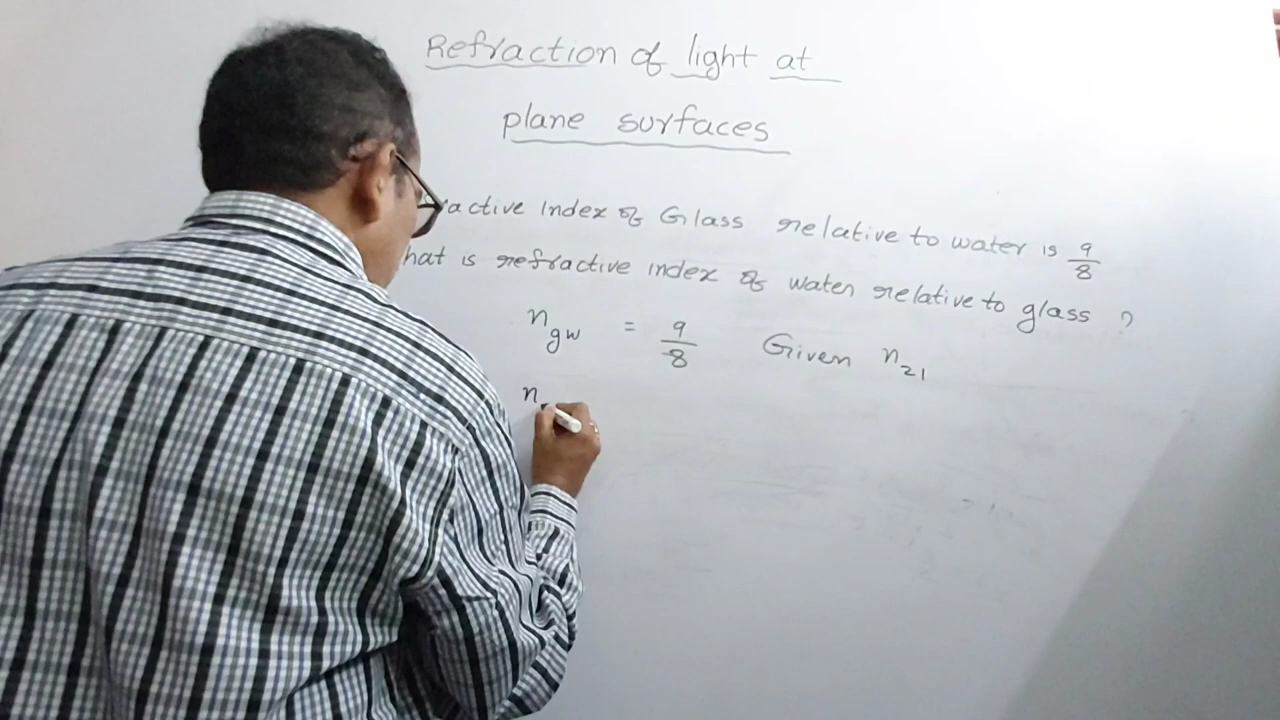 Refraction of light at
plane surfaces
active Index of Glass relative to water is 9/8
hat is refractive index of water relative to glass ?
n gw = 9/8 Given n 21
n